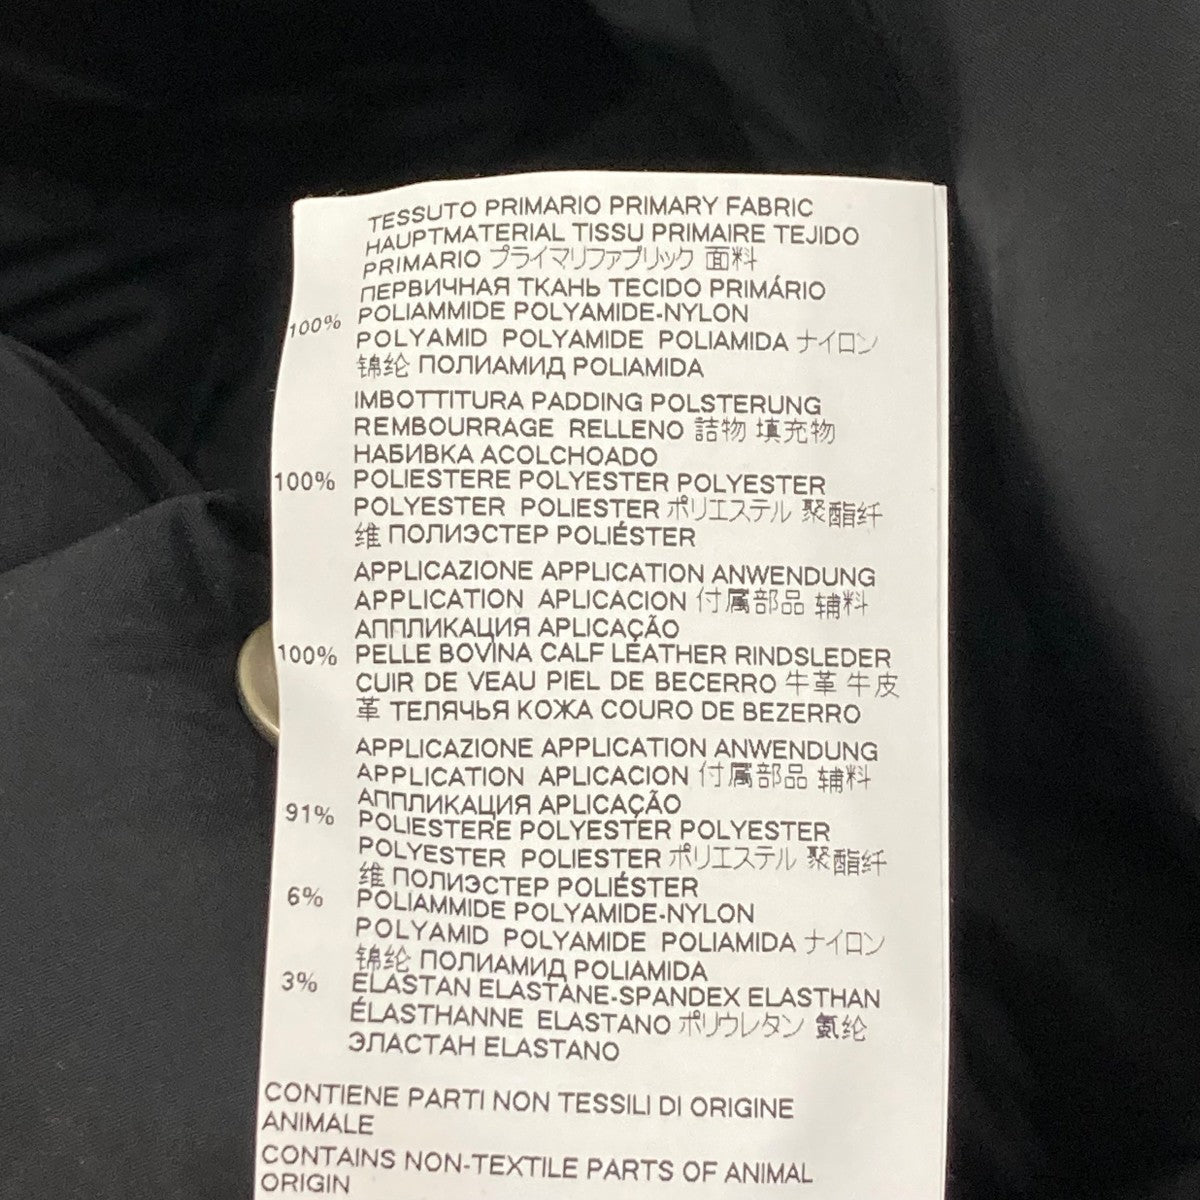 TESSUTO PRIMARIO PRIMARY FABRIC
HAUPTMATERIAL TISSU PRIMAIRE TEJIDO
PRIMARIO プライマリファブリック 面料
ПЕРВИЧНАЯ ТКАНЬ TECIDO PRIMÁRIO
100% POLIAMMIDE POLYAMIDE-NYLON
POLYAMID POLYAMIDE POLIAMIDA ナイロン
锦纶 ПОЛИАМИД POLIAMIDA
IMBOTTITURA PADDING POLSTERUNG
REMBOURRAGE RELLENO 詰物 填充物
НАБИВКА ACOLCHOADO
100% POLIESTERE POLYESTER POLYESTER
POLYESTER POLIESTER ポリエステル 聚酯纤
维 ПОЛИЭСТЕР POLIÉSTER
APPLICAZIONE APPLICATION ANWENDUNG
APPLICATION APLICACION 付属部品 辅料
АППЛИКАЦИЯ APLICAÇÃO
100% PELLE BOVINA CALF LEATHER RINDSLEDER
CUIR DE VEAU PIEL DE BECERRO 牛革 牛皮
革 ТЕЛЯЧЬЯ КОЖА COURO DE BEZERRO
APPLICAZIONE APPLICATION ANWENDUNG
APPLICATION APLICACION 付属部品 辅料
АППЛИКАЦИЯ APLICAÇÃO
91% POLIESTERE POLYESTER POLYESTER
POLYESTER POLIESTER ポリエステル 聚酯纤
维 ПОЛИЭСТЕР POLIÉSTER
6% POLIAMMIDE POLYAMIDE-NYLON
POLYAMID POLYAMIDE POLIAMIDA ナイロン
锦纶 ПОЛИАМИД POLIAMIDA
3% ELASTAN ELASTANE-SPANDEX ELASTHAN
ÉLASTHANNE ELASTANO ポリウレタン 氨纶
ЭЛАСТАН ELASTANO
CONTIENE PARTI NON TESSILI DI ORIGINE
ANIMALE
CONTAINS NON-TEXTILE PARTS OF ANIMAL
ORIGIN